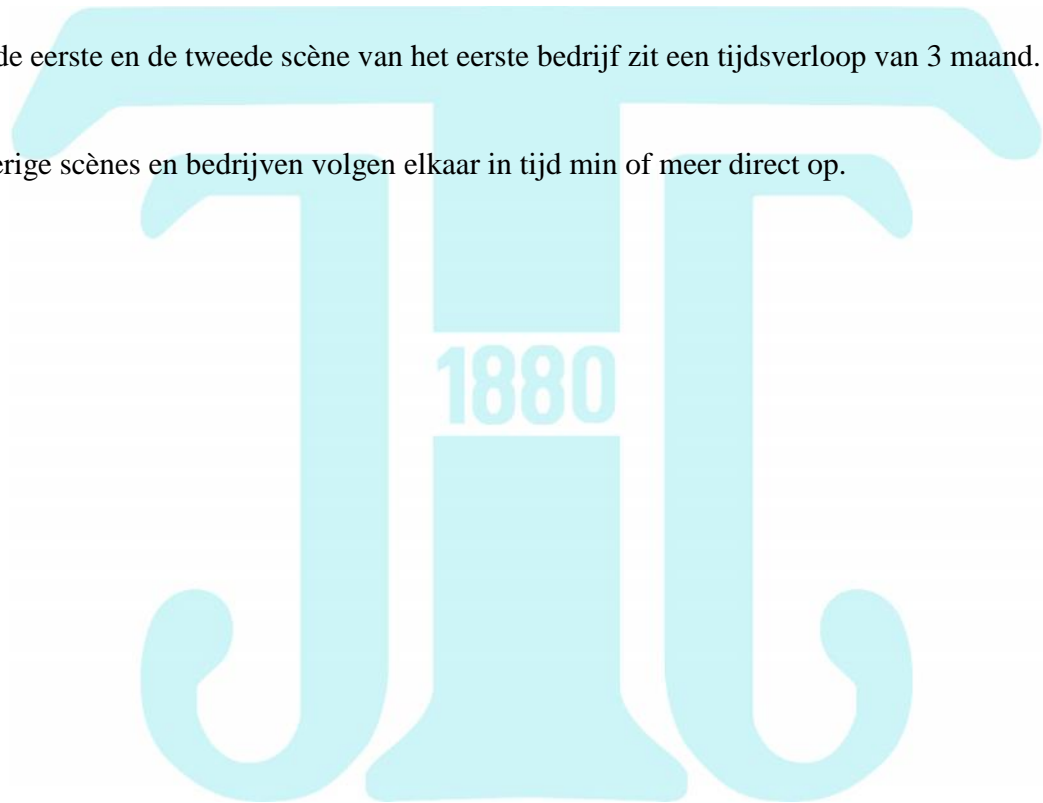 de eerste en de tweede scène van het eerste bedrijf zit een tijdsverloop van 3 maand.
erige scènes en bedrijven volgen elkaar in tijd min of meer direct op.
1880